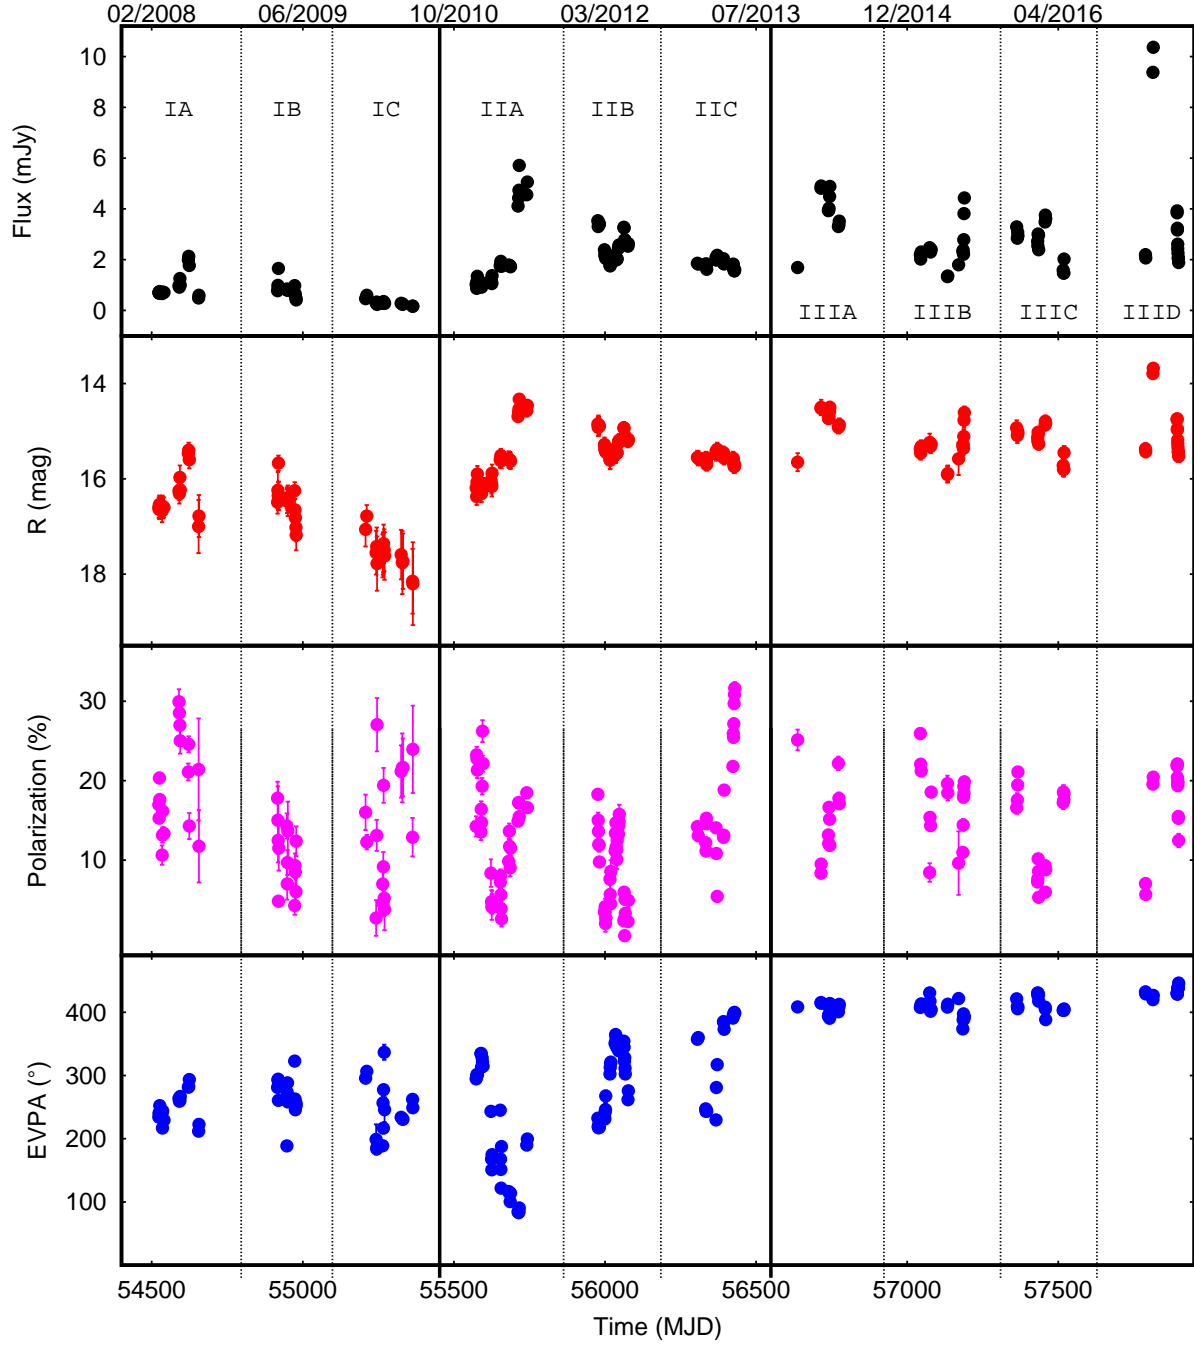 02/2008 06/2009 10/2010 03/2012 07/2013 12/2014 04/2016
Flux (mJy)
10
8
6
4
2
0
IA IB IC IIA IIB IIC
IIIA IIIB IIIC IIID
R (mag)
14
16
18
Polarization (%)
30
20
10
EVPA (°)
400
300
200
100
54500 55000 55500 56000 56500 57000 57500
Time (MJD)